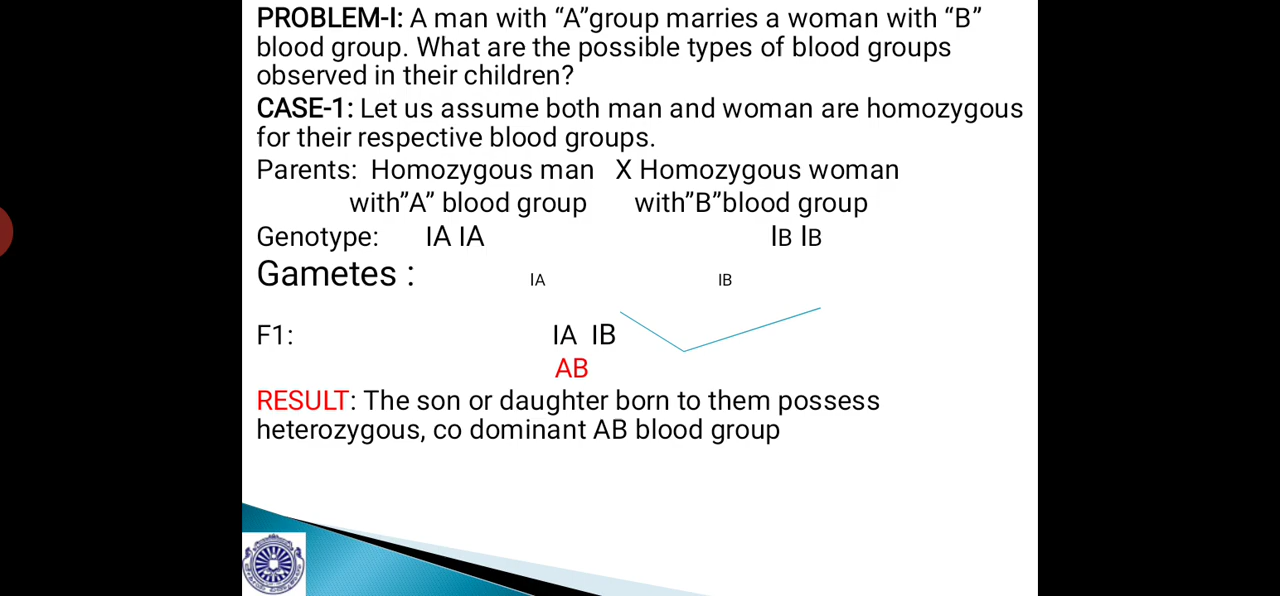 PROBLEM-I: A man with “A”group marries a woman with “B”
blood group. What are the possible types of blood groups
observed in their children?
CASE-1: Let us assume both man and woman are homozygous
for their respective blood groups.
Parents: Homozygous man X Homozygous woman
with”A” blood group with”B”blood group
Genotype: IA IA IB IB
Gametes : IA IB
F1: IA IB
AB
RESULT: The son or daughter born to them possess
heterozygous, co dominant AB blood group